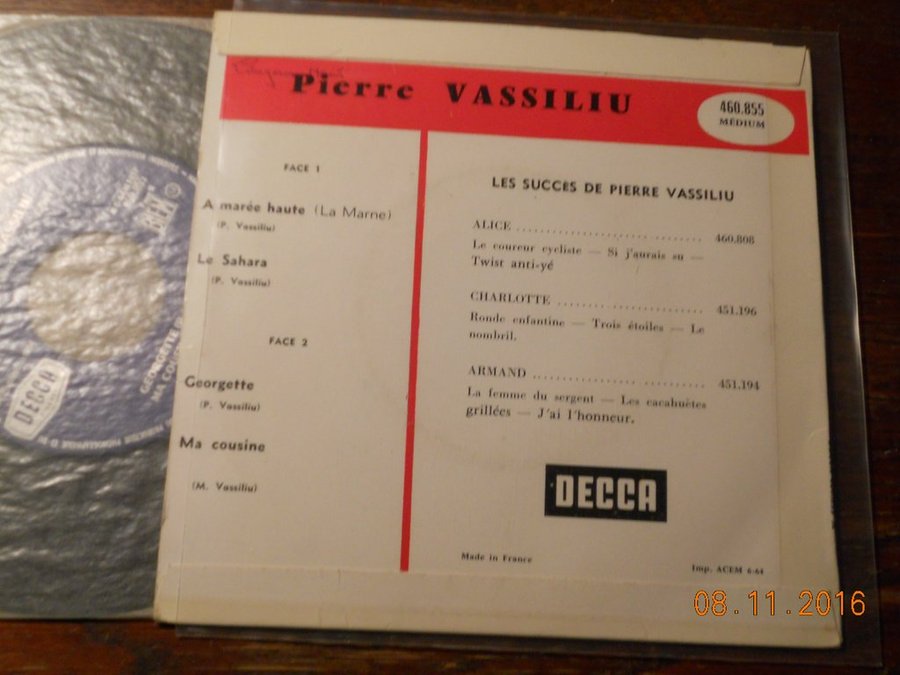 Pierre VASSILIU
460.855
MÉDIUM
FACE 1
A marée haute (La Marne)
(P. Vassiliu)
Le Sahara
(P. Vassiliu)
FACE 2
Georgette
(P. Vassiliu)
Ma cousine
(M. Vassiliu)
LES SUCCÈS DE PIERRE VASSILIU
ALICE ................................ 460.808
Le coureur cycliste — Si j'aurais su —
Twist anti-yé
CHARLOTTE .................... 451.196
Ronde enfantine — Trois étoiles — Le
nombril.
ARMAND ........................... 451.194
La femme du sergent — Les cacahuètes
grillées — J'ai l'honneur.
DECCA
Made in France
Imp. ACEM 6-64
DECCA
08.11.2016